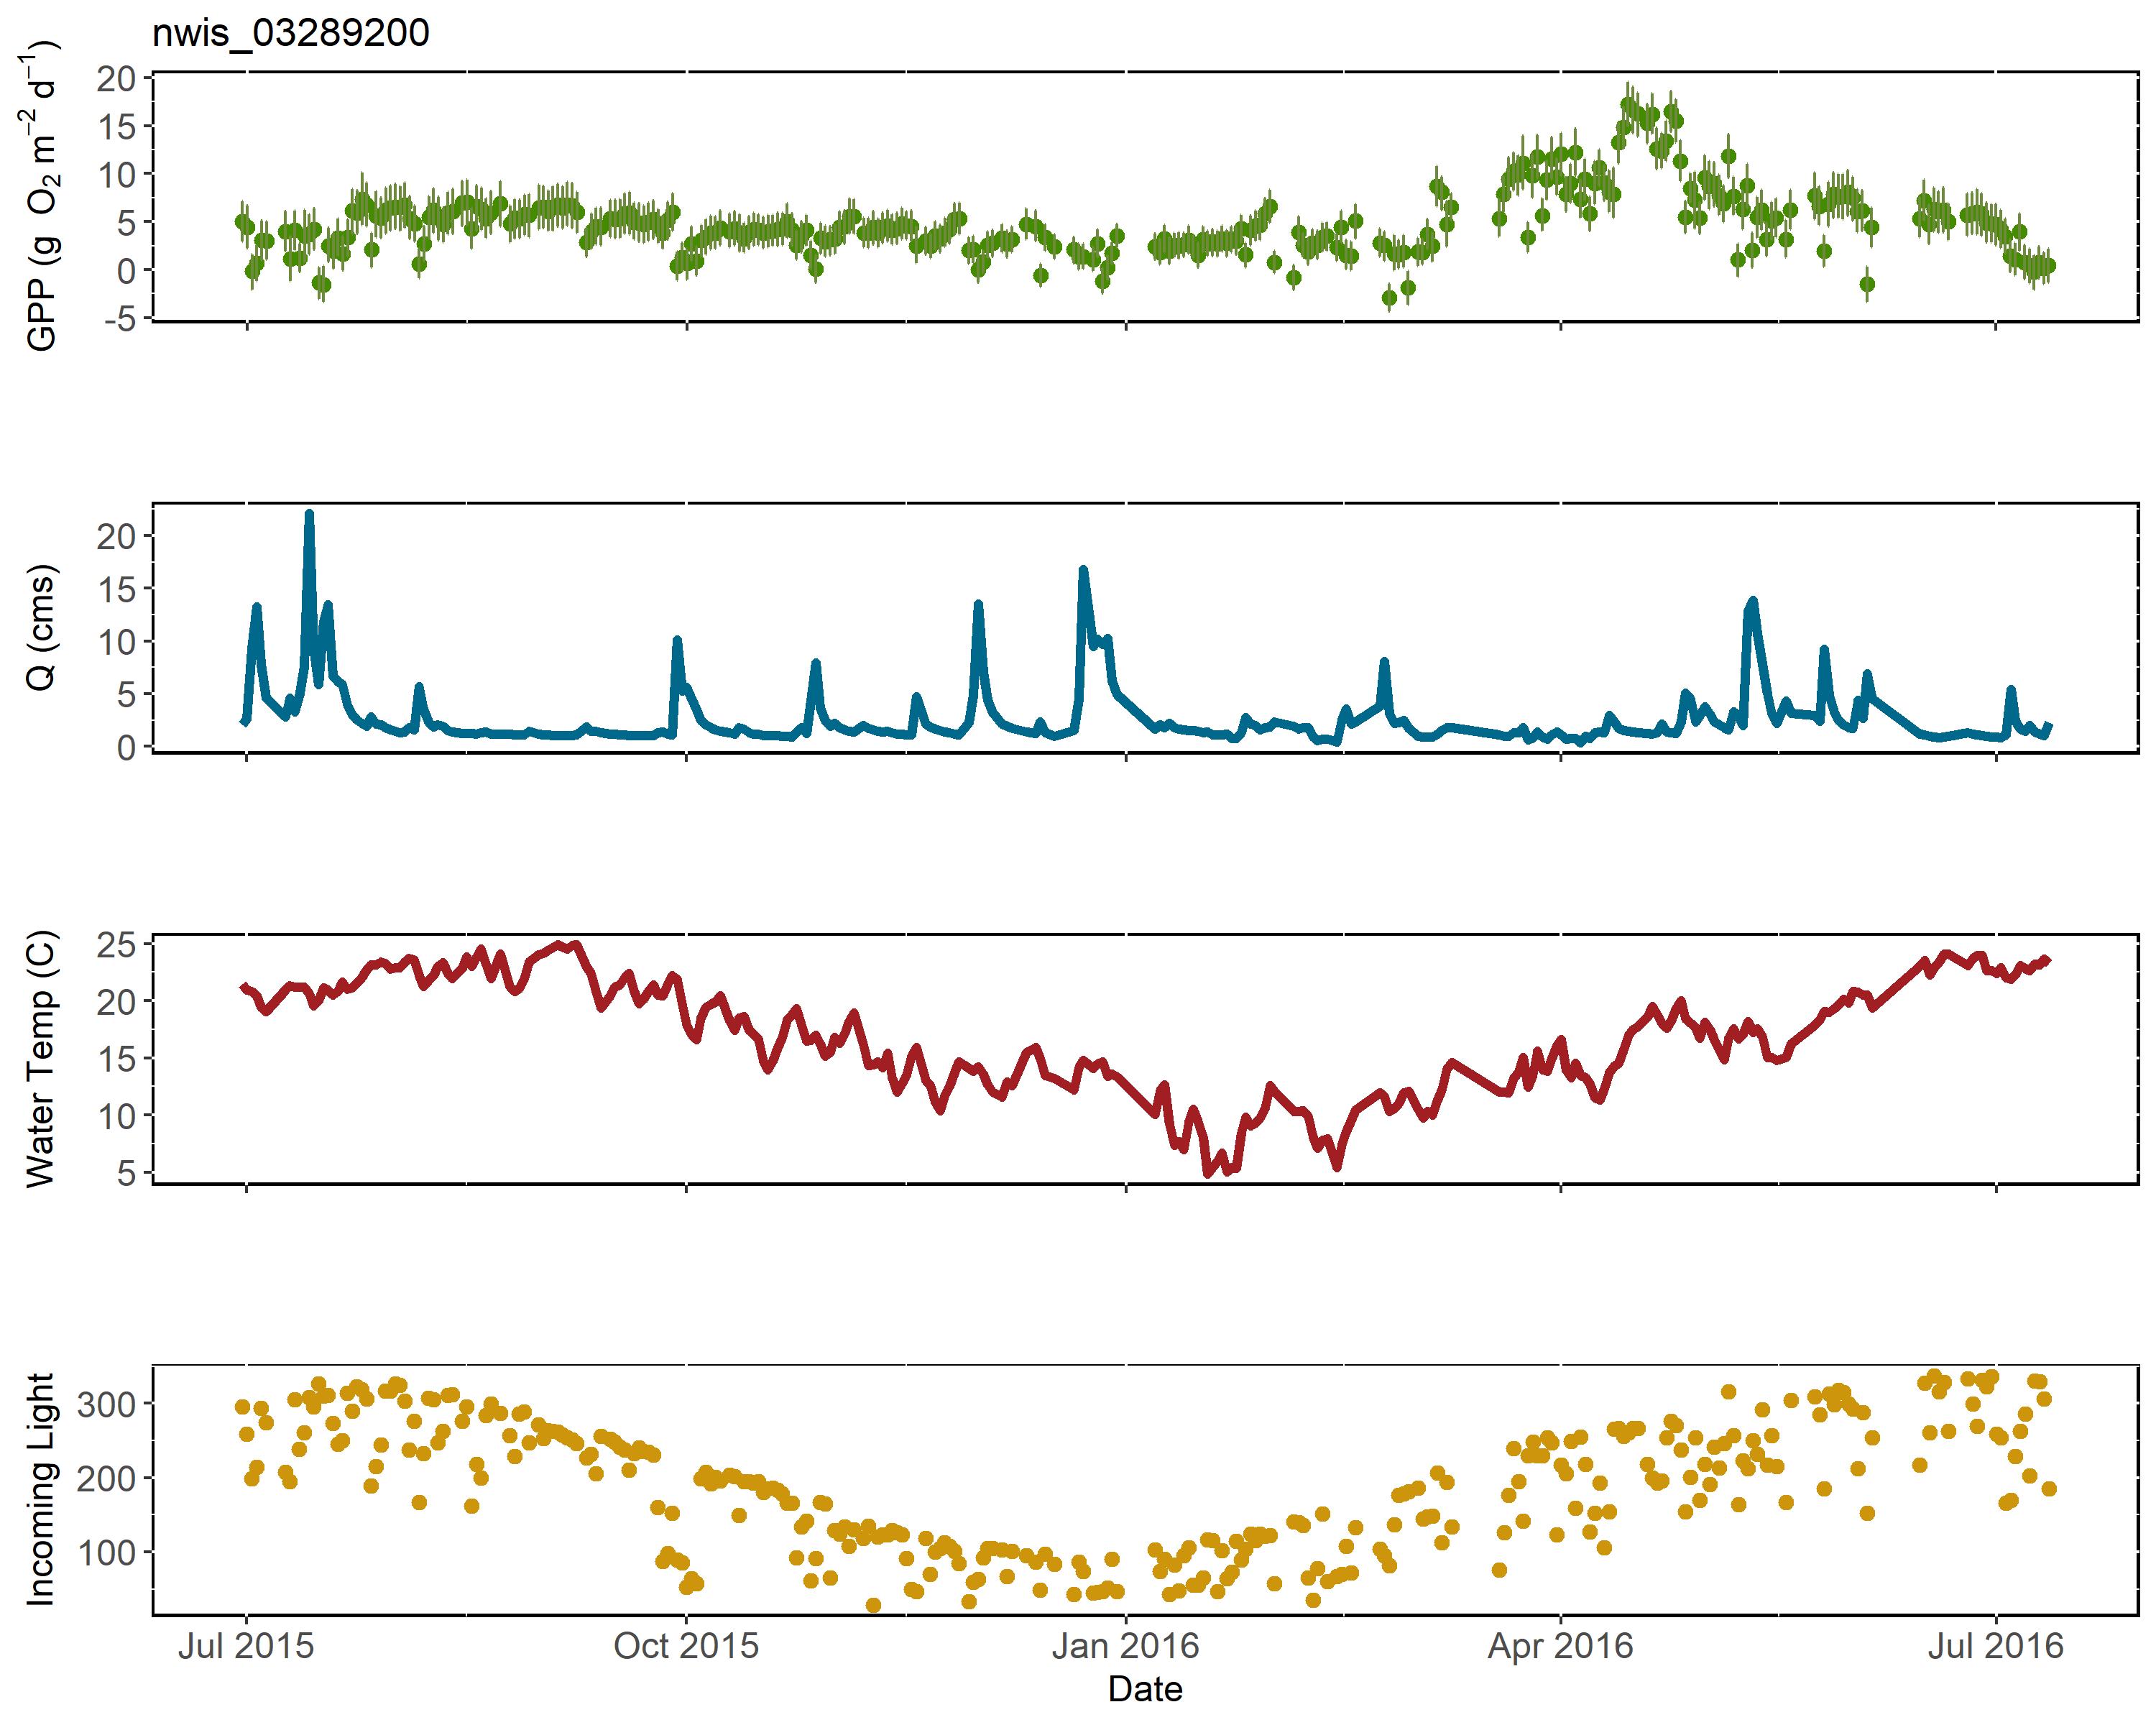 nwis_03289200
GPP (g O₂ m⁻² d⁻¹)
20
15
10
5
0
-5
Q (cms)
20
15
10
5
0
Water Temp (C)
25
20
15
10
5
Incoming Light
300
200
100
Jul 2015 Oct 2015 Jan 2016 Apr 2016 Jul 2016
Date